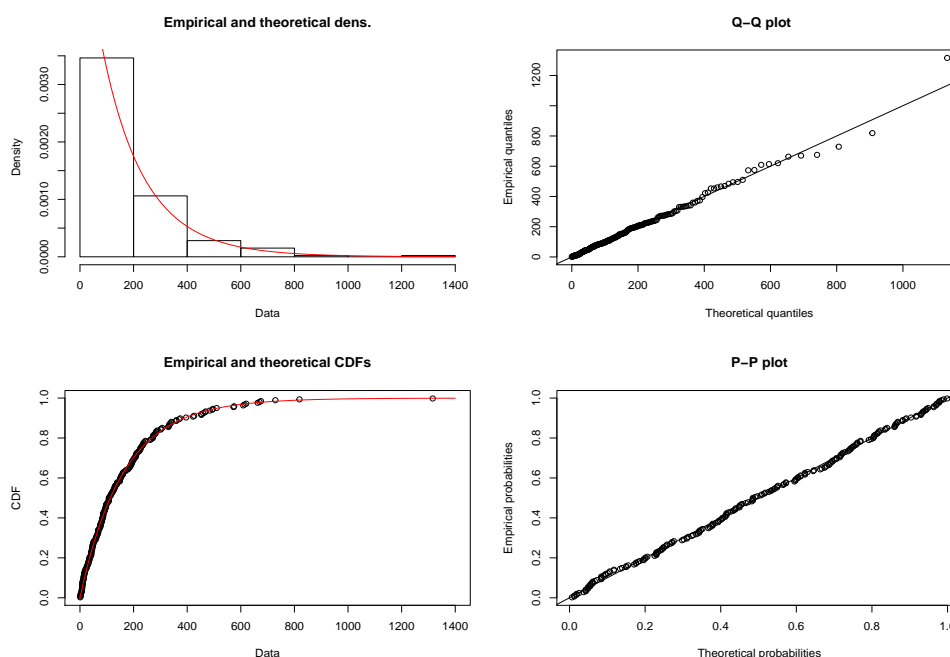 Empirical and theoretical dens.
Density
0.0000 0.0010 0.0020 0.0030
0 200 400 600 800 1000 1200 1400
Data
Q−Q plot
Empirical quantiles
0 200 400 600 800 1200
0 200 400 600 800 1000
Theoretical quantiles
Empirical and theoretical CDFs
CDF
0.0 0.2 0.4 0.6 0.8 1.0
0 200 400 600 800 1000 1200 1400
Data
P−P plot
Empirical probabilities
0.0 0.2 0.4 0.6 0.8 1.0
0.0 0.2 0.4 0.6 0.8 1.0
Theoretical probabilities